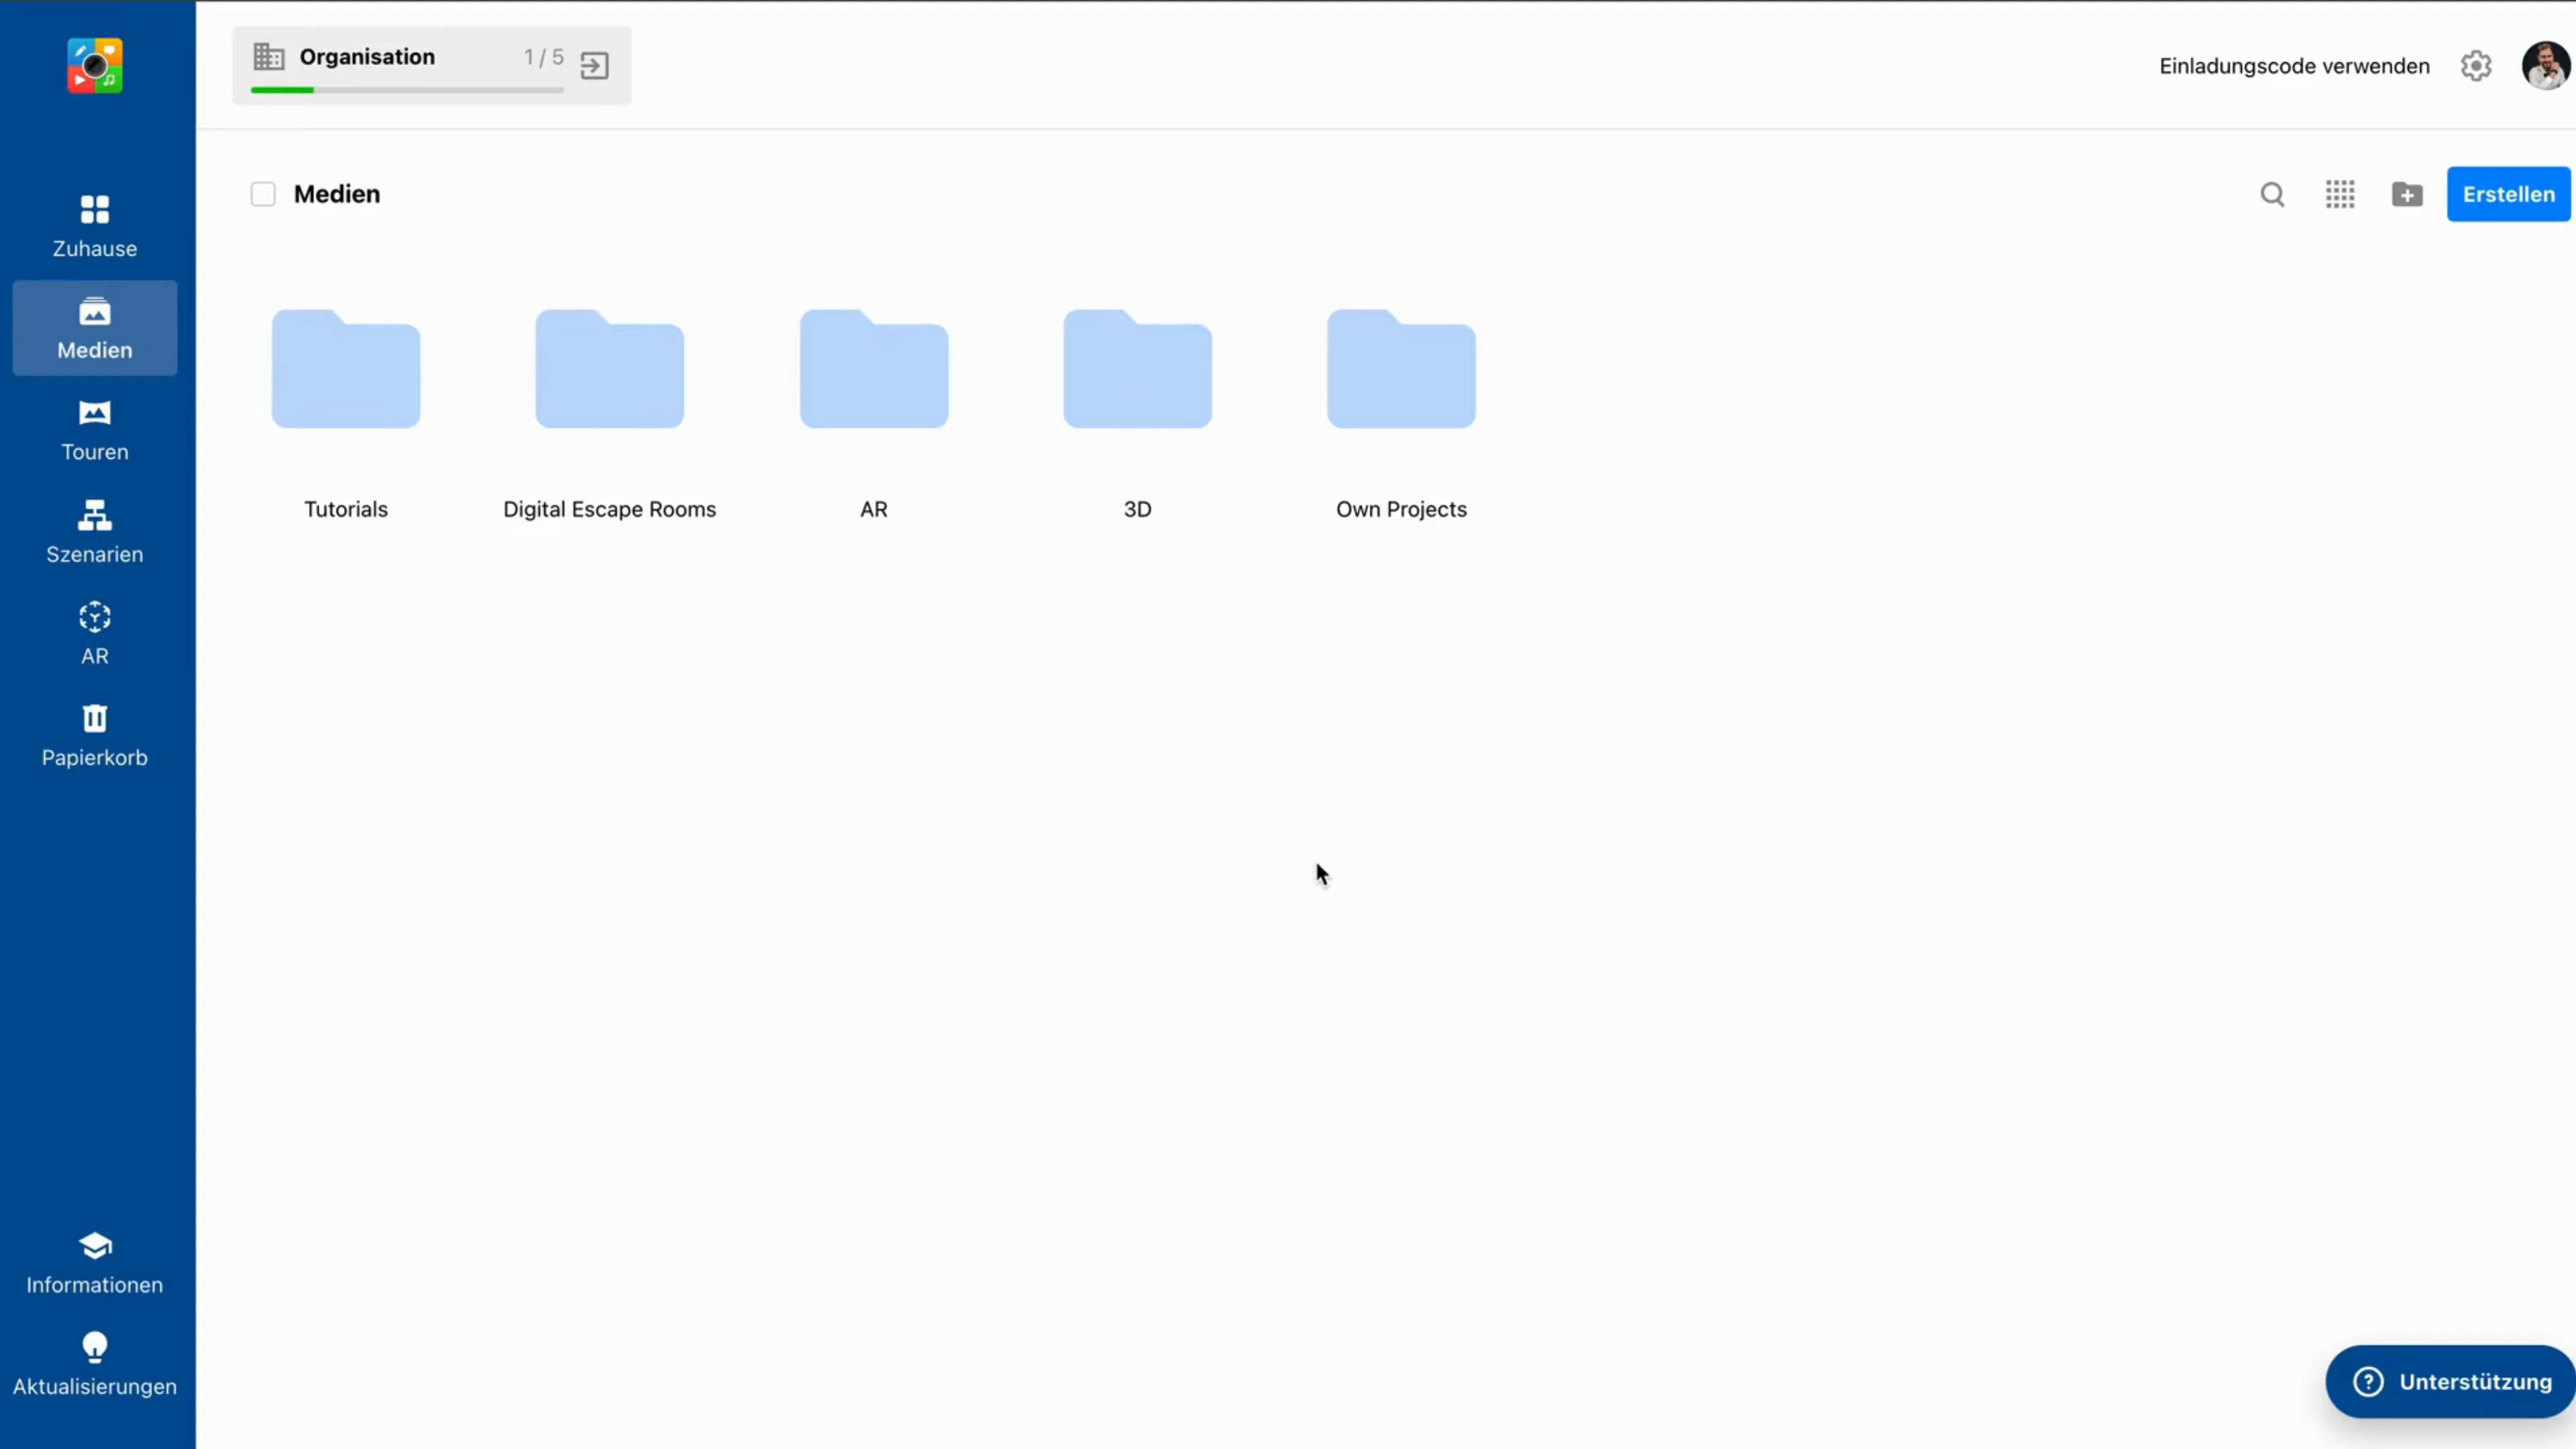 Organisation 1 / 5
Einladungscode verwenden
Medien
Erstellen
Zuhause
Medien
Touren
Szenarien
AR
Papierkorb
Informationen
Aktualisierungen
Tutorials
Digital Escape Rooms
AR
3D
Own Projects
Unterstützung